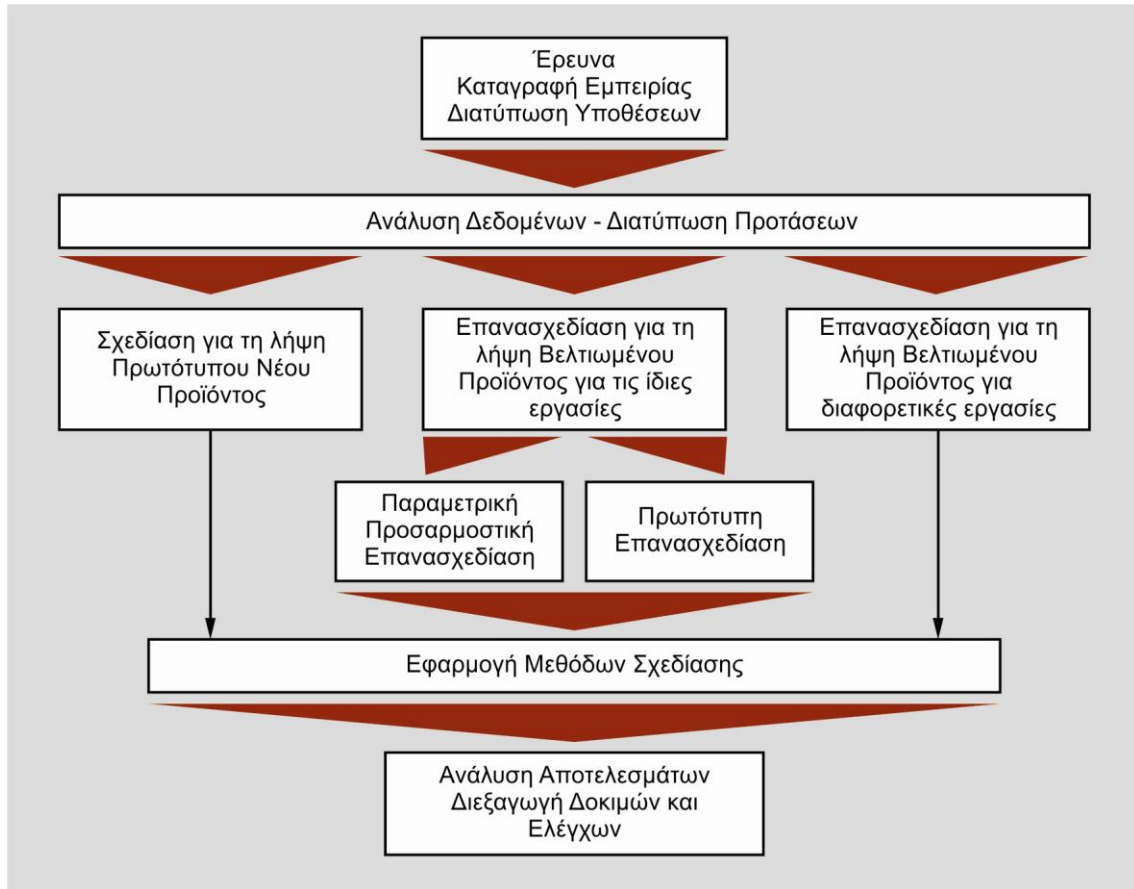 Έρευνα
Καταγραφή Εμπειρίας
Διατύπωση Υποθέσεων
Ανάλυση Δεδομένων - Διατύπωση Προτάσεων
Σχεδίαση για τη λήψη
Πρωτότυπου Νέου
Προϊόντος
Επανασχεδίαση για τη
λήψη Βελτιωμένου
Προϊόντος για τις ίδιες
εργασίες
Επανασχεδίαση για τη
λήψη Βελτιωμένου
Προϊόντος για
διαφορετικές εργασίες
Παραμετρική
Προσαρμοστική
Επανασχεδίαση
Πρωτότυπη
Επανασχεδίαση
Εφαρμογή Μεθόδων Σχεδίασης
Ανάλυση Αποτελεσμάτων
Διεξαγωγή Δοκιμών και
Ελέγχων